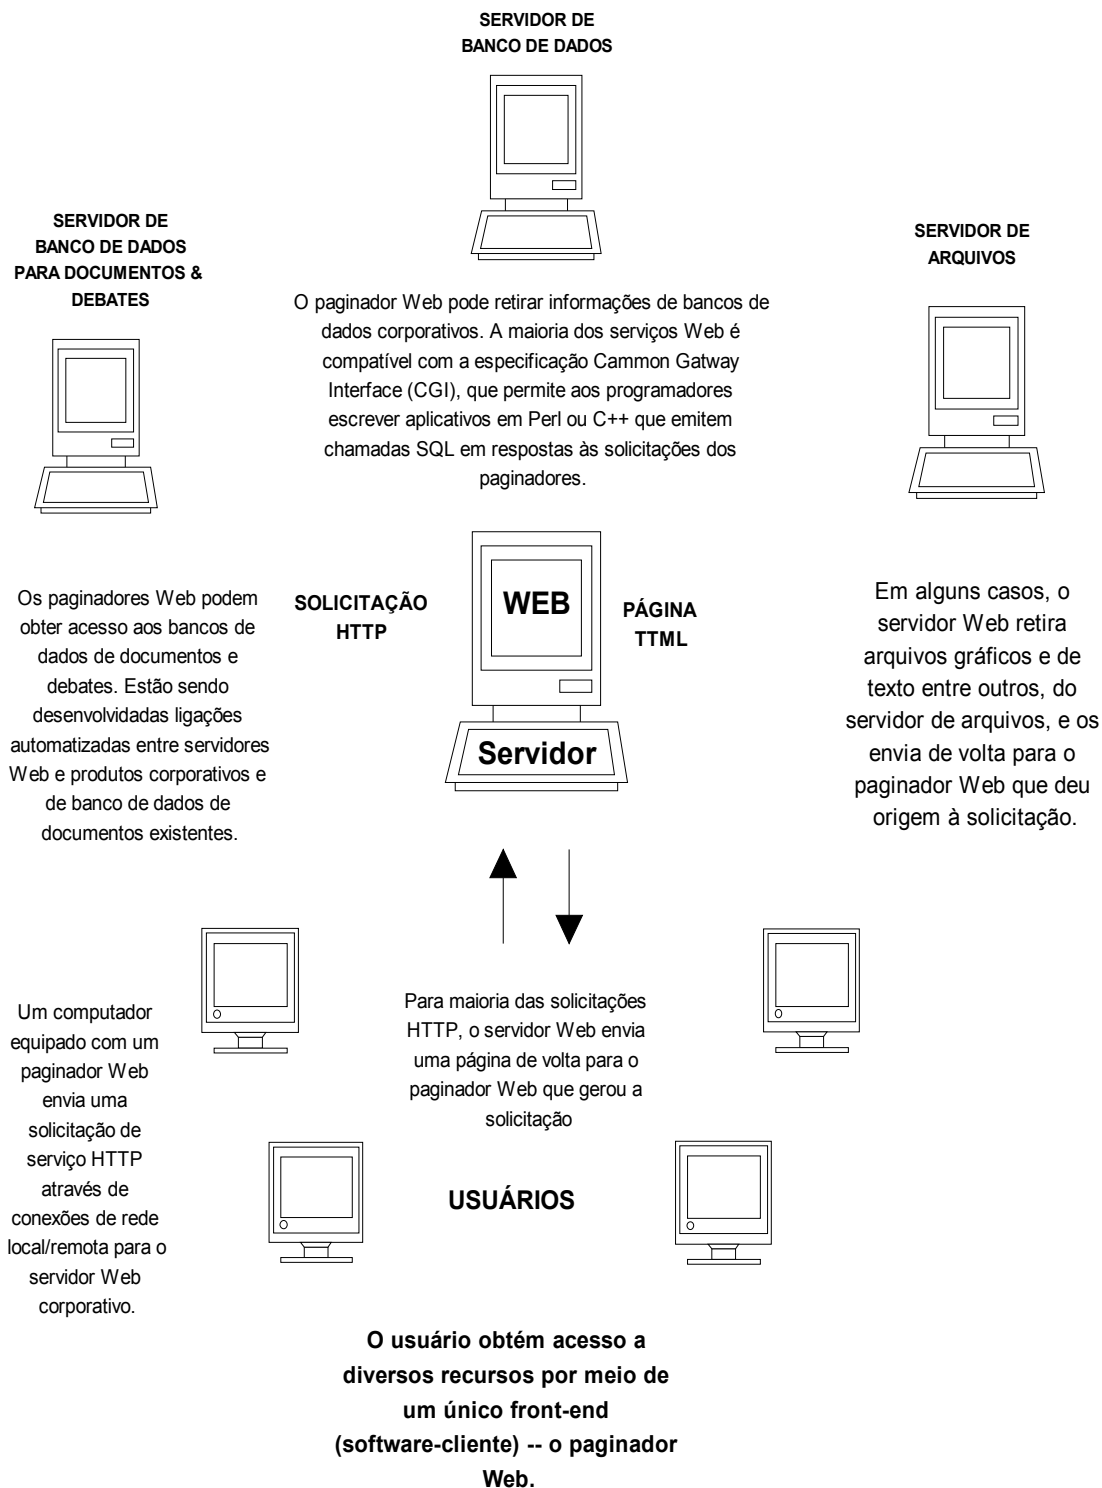 SERVIDOR DE
BANCO DE DADOS
SERVIDOR DE
BANCO DE DADOS
PARA DOCUMENTOS &
DEBATES
SERVIDOR DE
ARQUIVOS
O paginador Web pode retirar informações de bancos de
dados corporativos. A maioria dos serviços Web é
compatível com a especificação Cammon Gatway
Interface (CGI), que permite aos programadores
escrever aplicativos em Perl ou C++ que emitem
chamadas SQL em respostas às solicitações dos
paginadores.
Os paginadores Web podem
obter acesso aos bancos de
dados de documentos e
debates. Estão sendo
desenvolvidadas ligações
automatizadas entre servidores
Web e produtos corporativos e
de banco de dados de
documentos existentes.
SOLICITAÇÃO
HTTP
WEB
Servidor
PÁGINA
TTML
Em alguns casos, o
servidor Web retira
arquivos gráficos e de
texto entre outros, do
servidor de arquivos, e os
envia de volta para o
paginador Web que deu
origem à solicitação.
Um computador
equipado com um
paginador Web
envia uma
solicitação de
serviço HTTP
através de
conexões de rede
local/remota para o
servidor Web
corporativo.
Para maioria das solicitações
HTTP, o servidor Web envia
uma página de volta para o
paginador Web que gerou a
solicitação
USUÁRIOS
O usuário obtém acesso a
diversos recursos por meio de
um único front-end
(software-cliente) -- o paginador
Web.